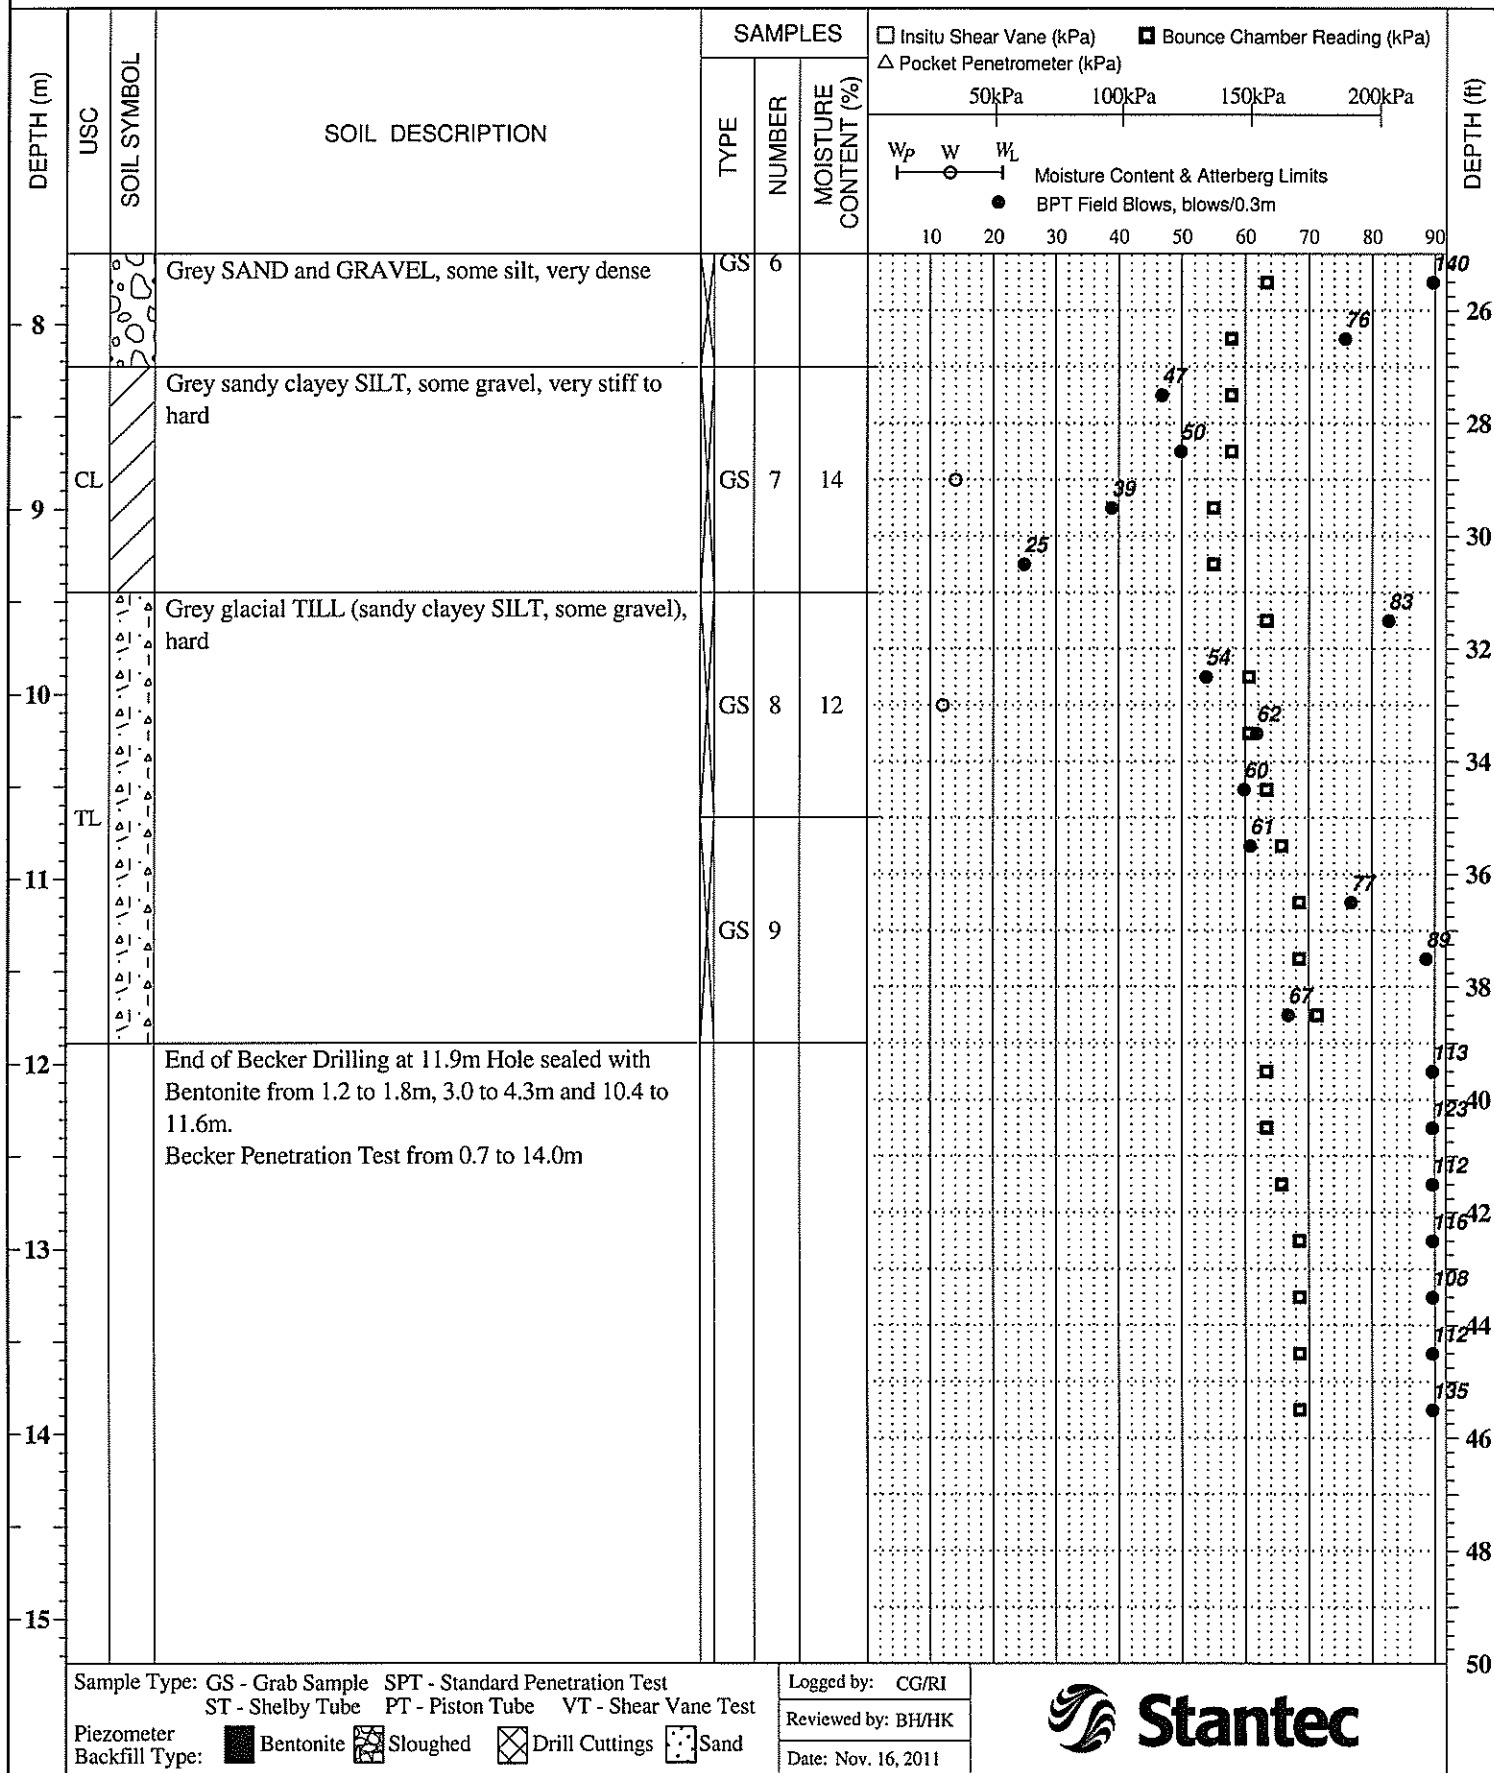 SAMPLES
□ Insitu Shear Vane (kPa) ◘ Bounce Chamber Reading (kPa)
△ Pocket Penetrometer (kPa)
50kPa 100kPa 150kPa 200kPa
DEPTH (m)
USC
SOIL SYMBOL
SOIL DESCRIPTION
TYPE
NUMBER
MOISTURE CONTENT (%)
DEPTH (ft)
WP W WL
Moisture Content & Atterberg Limits
● BPT Field Blows, blows/0.3m
10 20 30 40 50 60 70 80 90
Grey SAND and GRAVEL, some silt, very dense
GS 6
140
26
8
76
Grey sandy clayey SILT, some gravel, very stiff to
hard
47
28
50
CL
GS 7 14
39
9
30
25
Grey glacial TILL (sandy clayey SILT, some gravel),
hard
83
32
54
10
GS 8 12
62
34
60
TL
61
11
36
77
GS 9
89
38
67
12
End of Becker Drilling at 11.9m Hole sealed with
Bentonite from 1.2 to 1.8m, 3.0 to 4.3m and 10.4 to
11.6m.
Becker Penetration Test from 0.7 to 14.0m
113
40
123
112
42
116
13
108
44
112
135
14
46
48
15
50
Sample Type: GS - Grab Sample SPT - Standard Penetration Test
ST - Shelby Tube PT - Piston Tube VT - Shear Vane Test
Piezometer
Backfill Type: Bentonite Sloughed Drill Cuttings Sand
Logged by: CG/RI
Reviewed by: BH/HK
Date: Nov. 16, 2011
Stantec